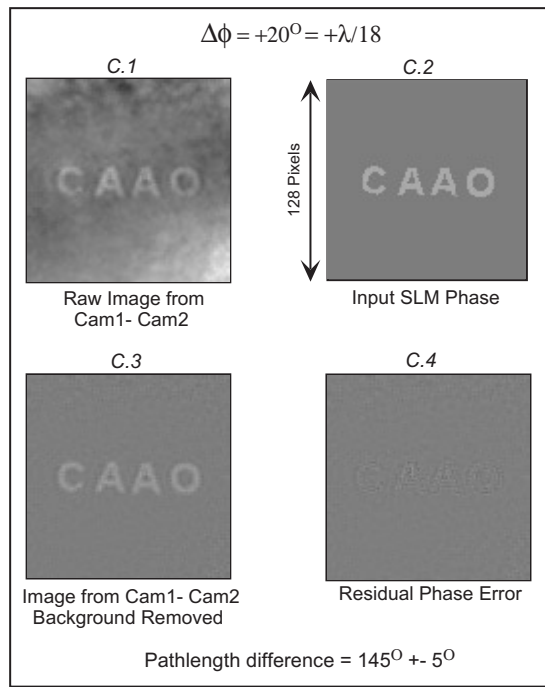 Δϕ = +20° = +λ/18
C.1
C.2
CAAO
CAAO
128 Pixels
Raw Image from
Cam1- Cam2
Input SLM Phase
C.3
C.4
CAAO
CAAO
Image from Cam1- Cam2
Background Removed
Residual Phase Error
Pathlength difference = 145° +- 5°